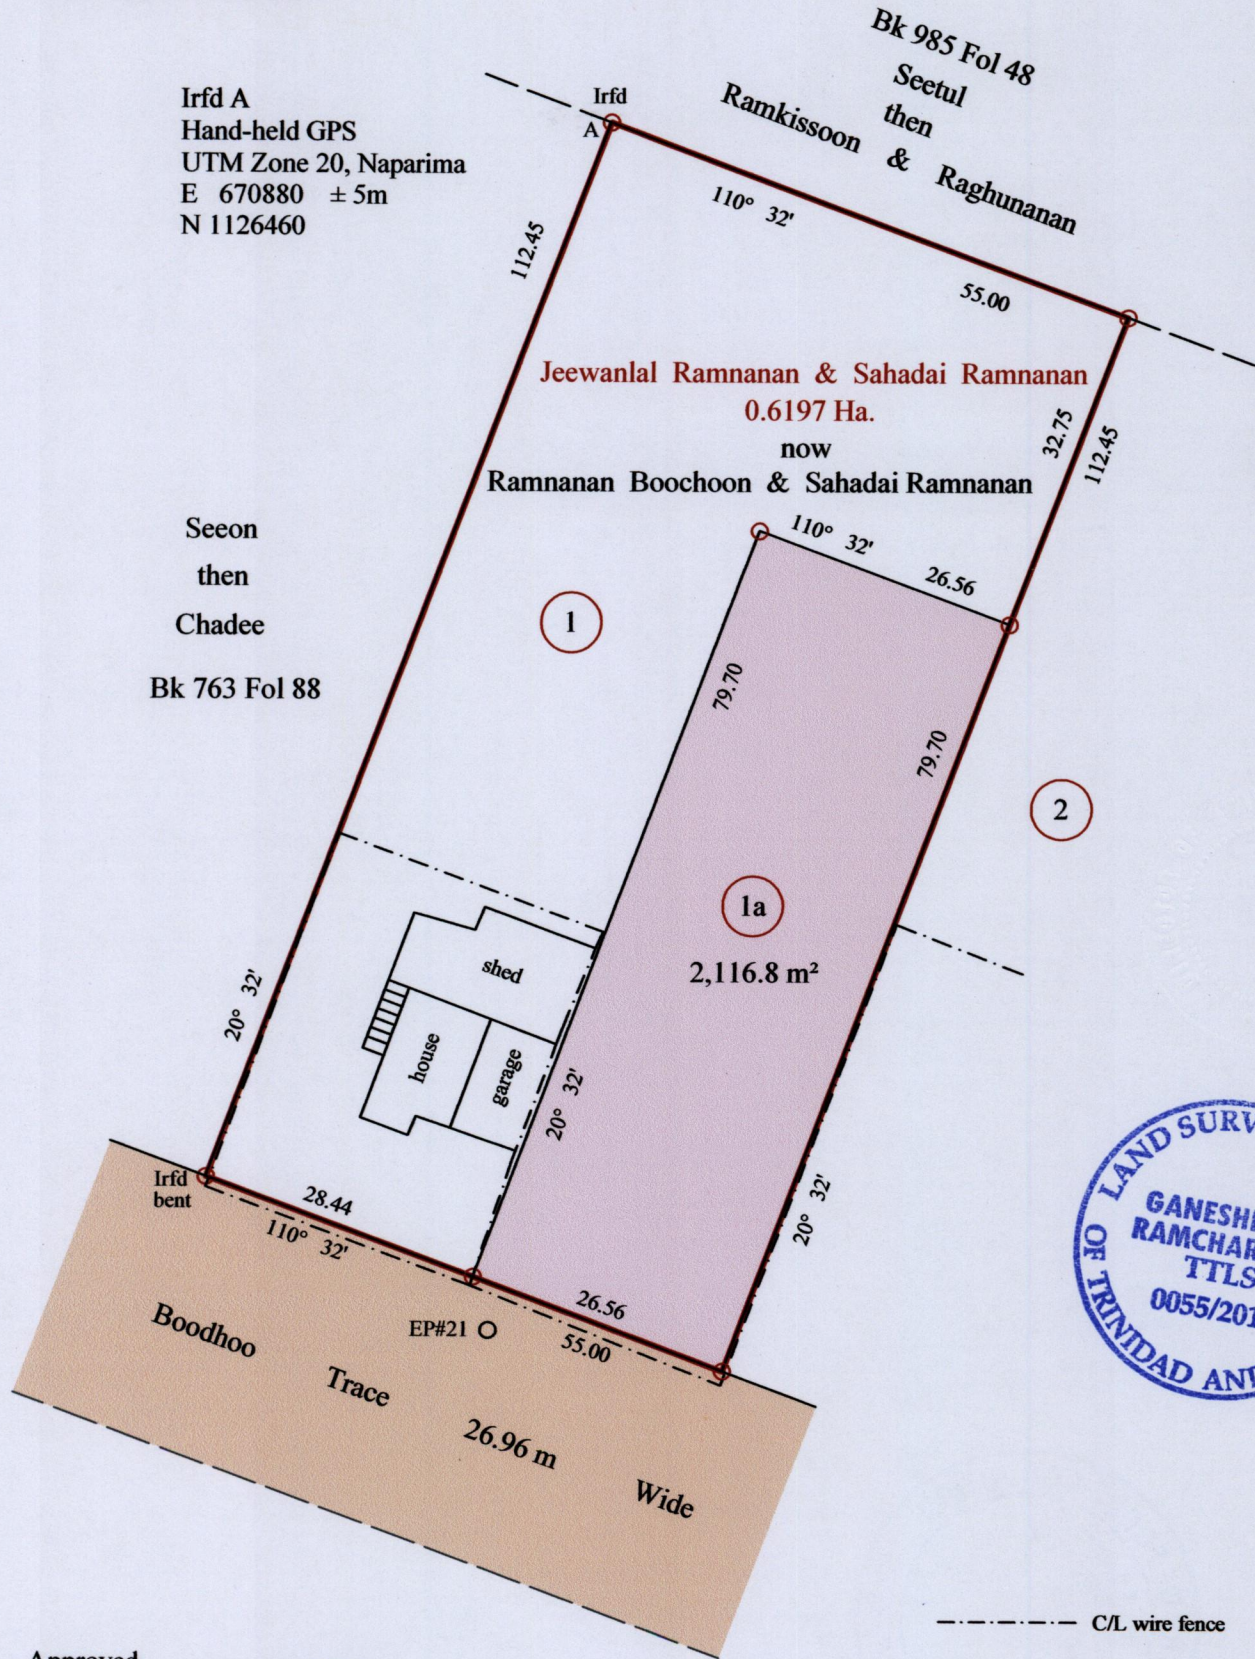 Bk 985 Fol 48
Seetul
then
Ramkissoon & Raghunanan
Irfd A
Hand-held GPS
UTM Zone 20, Naparima
E 670880 ± 5m
N 1126460
Irfd
A
110° 32'
55.00
112.45
Jeewanlal Ramnanan & Sahadai Ramnanan
0.6197 Ha.
now
Ramnanan Boochoon & Sahadai Ramnanan
32.75
112.45
Seeon
then
Chadee
Bk 763 Fol 88
110° 32'
26.56
1
79.70
79.70
2
1a
2,116.8 m²
shed
house
garage
20° 32'
20° 32'
20° 32'
Irfd
bent
28.44
110° 32'
26.56
55.00
EP#21
Boodhoo Trace 26.96 m Wide
LAND SURV
OF TRINIDAD AND
GANESH
RAMCHAR
TTLS
0055/201
C/L wire fence
Approved